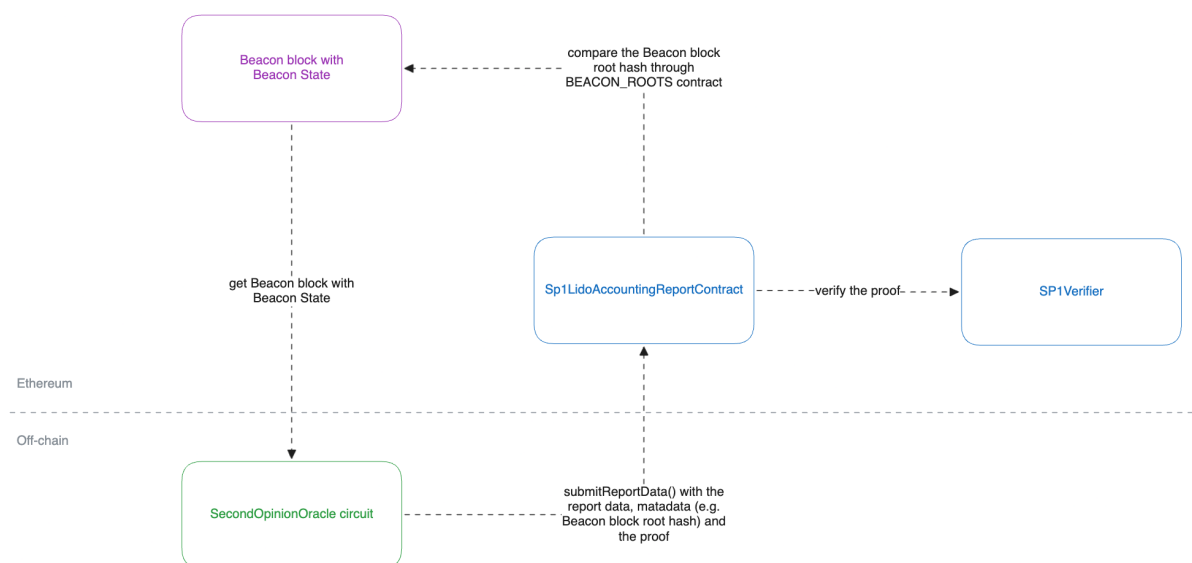 Beacon block with
Beacon State
compare the Beacon block
root hash through
BEACON_ROOTS contract
get Beacon block with
Beacon State
Sp1LidoAccountingReportContract
verify the proof
SP1Verifier
Ethereum
Off-chain
SecondOpinionOracle circuit
submitReportData() with the
report data, matadata (e.g.
Beacon block root hash) and
the proof